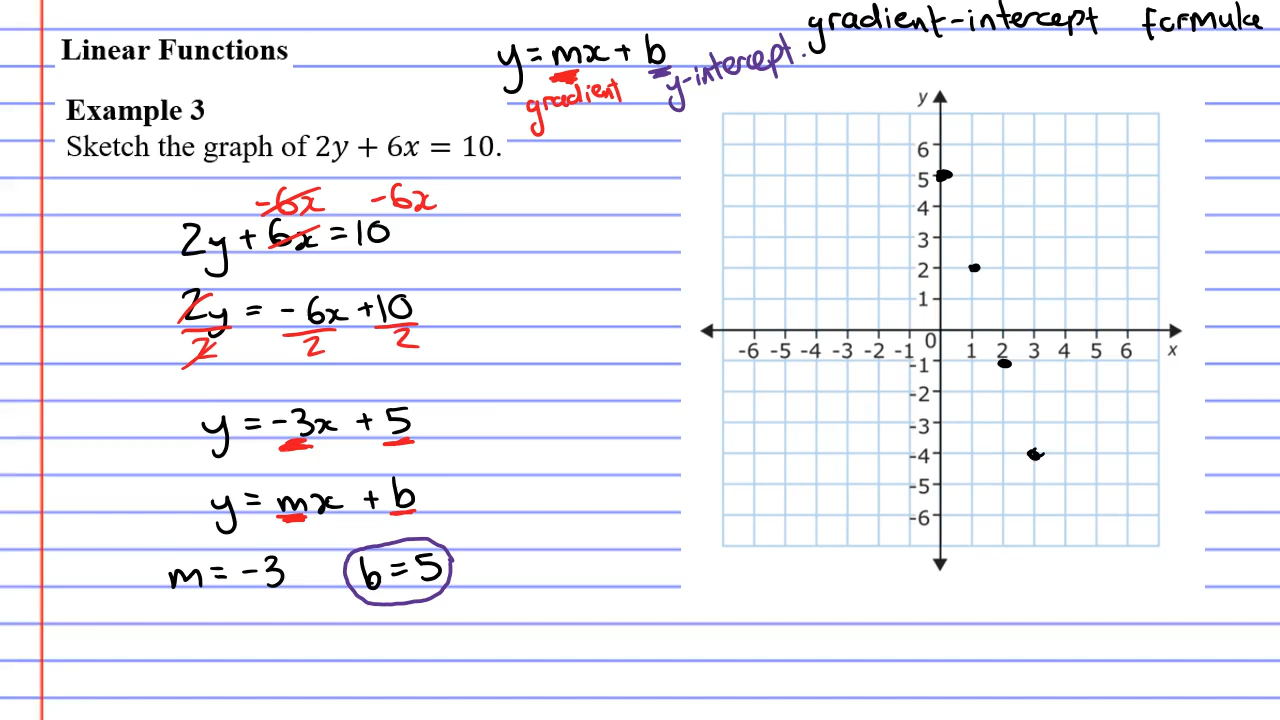 gradient-intercept formula
Linear Functions
y = mx + b
gradient
y-intercept.
Example 3
Sketch the graph of 2y + 6x = 10.
-6x -6x
2y + 6x = 10
2y = -6x + 10
2 2 2
y = -3x + 5
y = mx + b
m = -3 b = 5
y
6
5
4
3
2
1
-6 -5 -4 -3 -2 -1 0 1 2 3 4 5 6 x
-1
-2
-3
-4
-5
-6